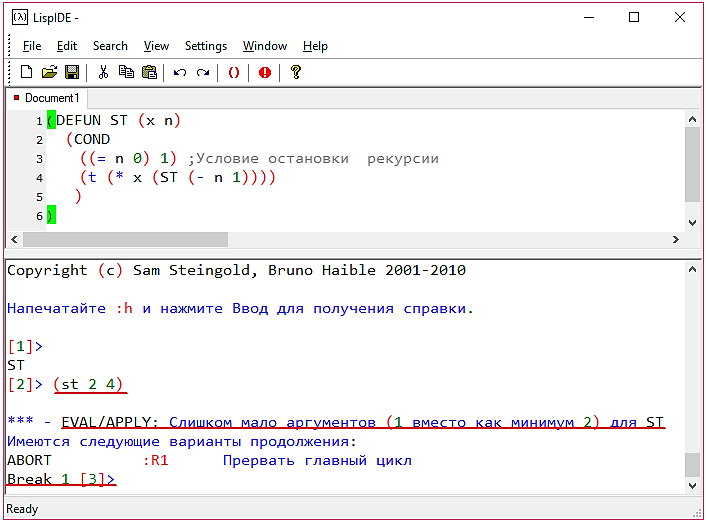 LispIDE -
File Edit Search View Settings Window Help
Document1
1 (DEFUN ST (x n)
2 (COND
3 ((= n 0) 1) ;Условие остановки рекурсии
4 (t (* x (ST (- n 1))))
5 )
6 )
Copyright (c) Sam Steingold, Bruno Haible 2001-2010
Напечатайте :h и нажмите Ввод для получения справки.
[1]>
ST
[2]> (st 2 4)
*** - EVAL/APPLY: Слишком мало аргументов (1 вместо как минимум 2) для ST
Имеются следующие варианты продолжения:
ABORT :R1 Прервать главный цикл
Break 1 [3]>
Ready